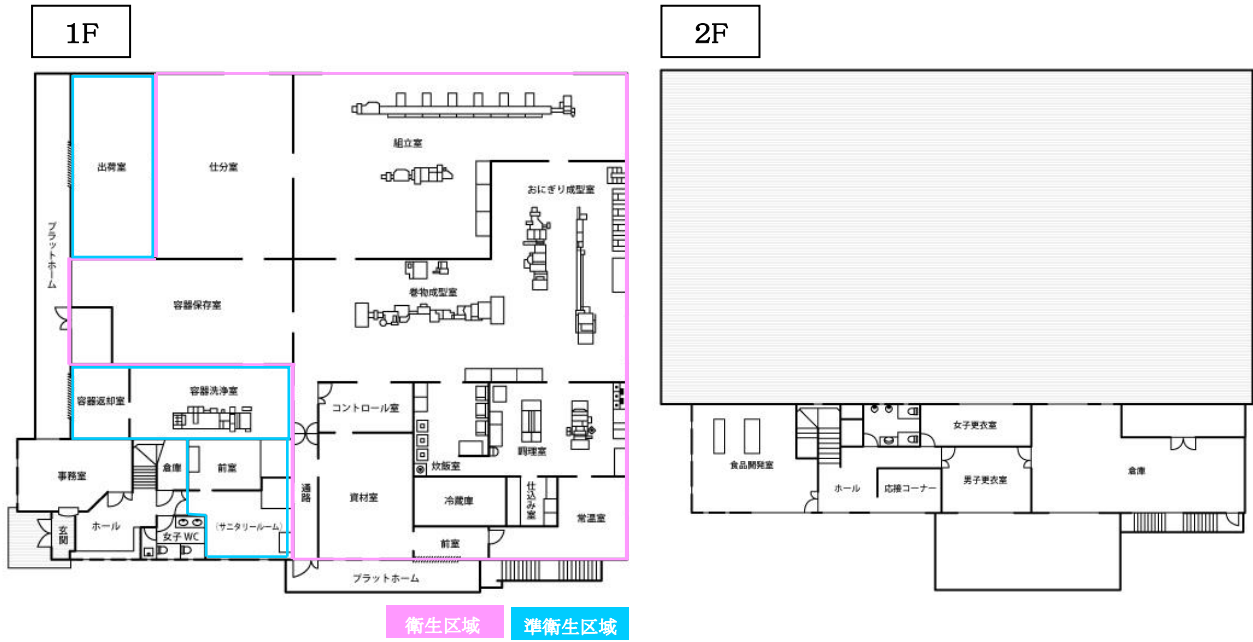 1F
2F
出荷室
仕分室
組立室
おにぎり成型室
プラットホーム
容器保存室
巻物成型室
容器返却室
容器洗浄室
コントロール室
炊飯室
調理室
事務室
倉庫
前室
通路
資材室
冷蔵庫
仕込み室
常温室
玄関
ホール
女子 WC
(サニタリールーム)
前室
プラットホーム
衛生区域
準衛生区域
食品開発室
ホール
応接コーナー
女子更衣室
男子更衣室
倉庫